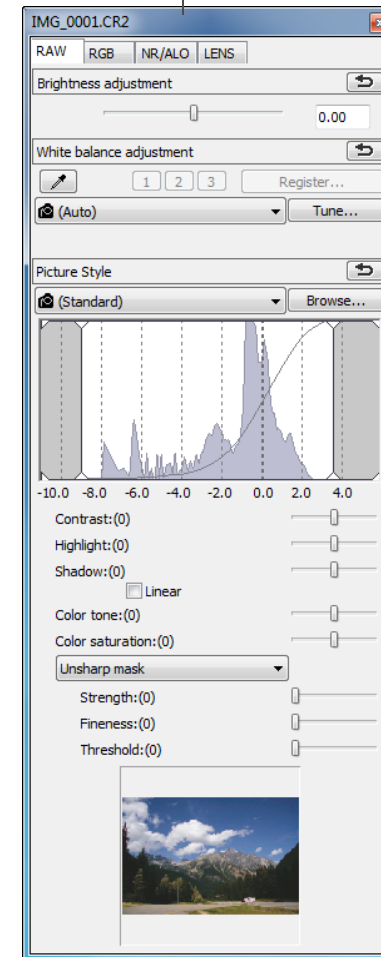 IMG_0001.CR2
RAW RGB NR/ALO LENS
Brightness adjustment
0.00
White balance adjustment
1 2 3 Register...
(Auto) Tune...
Picture Style
(Standard) Browse...
-10.0 -8.0 -6.0 -4.0 -2.0 0.0 2.0 4.0
Contrast:(0)
Highlight:(0)
Shadow:(0)
Linear
Color tone:(0)
Color saturation:(0)
Unsharp mask
Strength:(0)
Fineness:(0)
Threshold:(0)